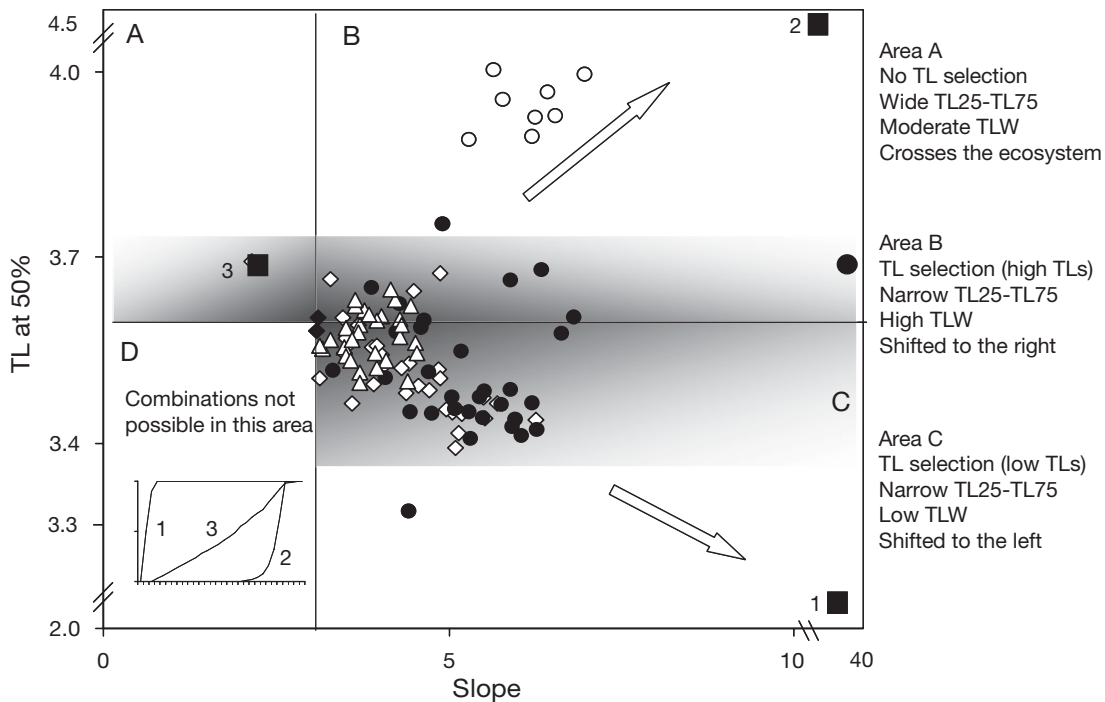 4.5
4.0
3.7
3.4
3.3
2.0
TL at 50%
0
5
10
40
Slope
A
B
C
D
2
3
1
Combinations not
possible in this area
1
3
2
Area A
No TL selection
Wide TL25-TL75
Moderate TLW
Crosses the ecosystem
Area B
TL selection (high TLs)
Narrow TL25-TL75
High TLW
Shifted to the right
Area C
TL selection (low TLs)
Narrow TL25-TL75
Low TLW
Shifted to the left